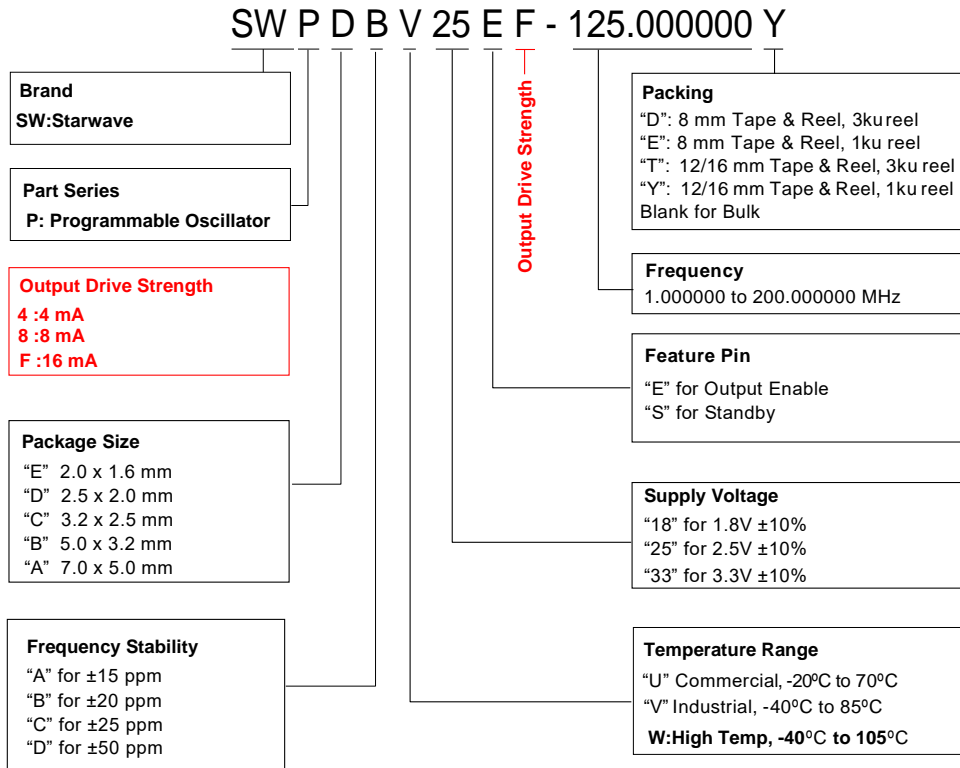 SW P D B V 25 E F - 125.000000 Y
Brand
SW:Starwave
Part Series
P: Programmable Oscillator
Output Drive Strength
4 :4 mA
8 :8 mA
F :16 mA
Package Size
“E” 2.0 x 1.6 mm
“D” 2.5 x 2.0 mm
“C” 3.2 x 2.5 mm
“B” 5.0 x 3.2 mm
“A” 7.0 x 5.0 mm
Frequency Stability
“A” for ±15 ppm
“B” for ±20 ppm
“C” for ±25 ppm
“D” for ±50 ppm
Output Drive Strength
Packing
“D”: 8 mm Tape & Reel, 3ku reel
“E”: 8 mm Tape & Reel, 1ku reel
“T”: 12/16 mm Tape & Reel, 3ku reel
“Y”: 12/16 mm Tape & Reel, 1ku reel
Blank for Bulk
Frequency
1.000000 to 200.000000 MHz
Feature Pin
“E” for Output Enable
“S” for Standby
Supply Voltage
“18” for 1.8V ±10%
“25” for 2.5V ±10%
“33” for 3.3V ±10%
Temperature Range
“U” Commercial, -20ºC to 70ºC
“V” Industrial, -40ºC to 85ºC
W:High Temp, -40ºC to 105ºC